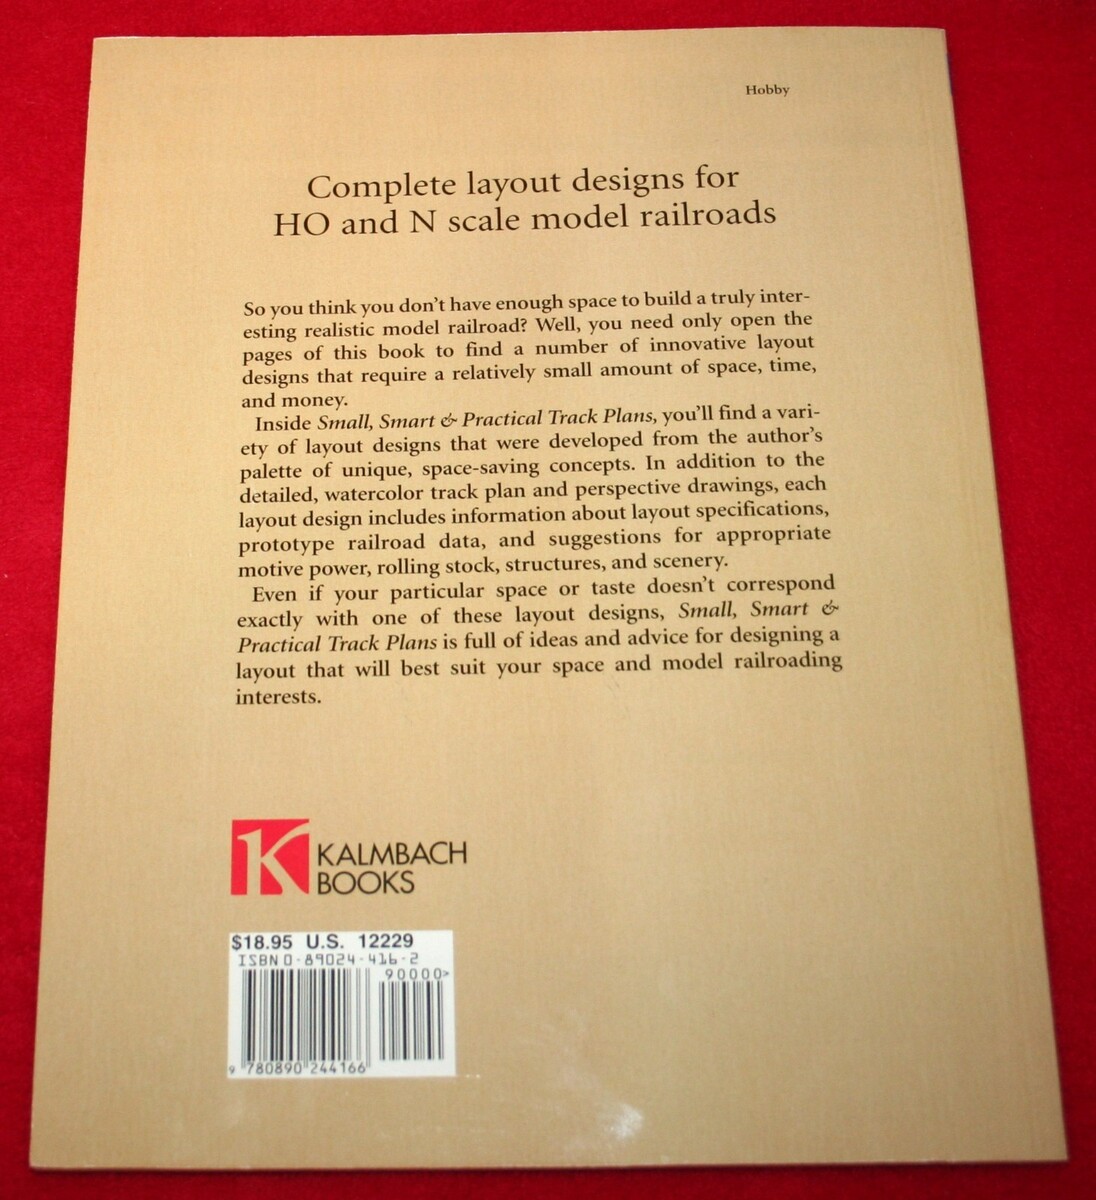 Hobby
Complete layout designs for
HO and N scale model railroads
So you think you don't have enough space to build a truly inter-
esting realistic model railroad? Well, you need only open the
pages of this book to find a number of innovative layout
designs that require a relatively small amount of space, time,
and money.
Inside Small, Smart & Practical Track Plans, you'll find a vari-
ety of layout designs that were developed from the author's
palette of unique, space-saving concepts. In addition to the
detailed, watercolor track plan and perspective drawings, each
layout design includes information about layout specifications,
prototype railroad data, and suggestions for appropriate
motive power, rolling stock, structures, and scenery.
Even if your particular space or taste doesn't correspond
exactly with one of these layout designs, Small, Smart &
Practical Track Plans is full of ideas and advice for designing a
layout that will best suit your space and model railroading
interests.
K
KALMBACH
BOOKS
$18.95 U.S. 12229
ISBN 0-89024-416-2
90000>
9 780890 244166